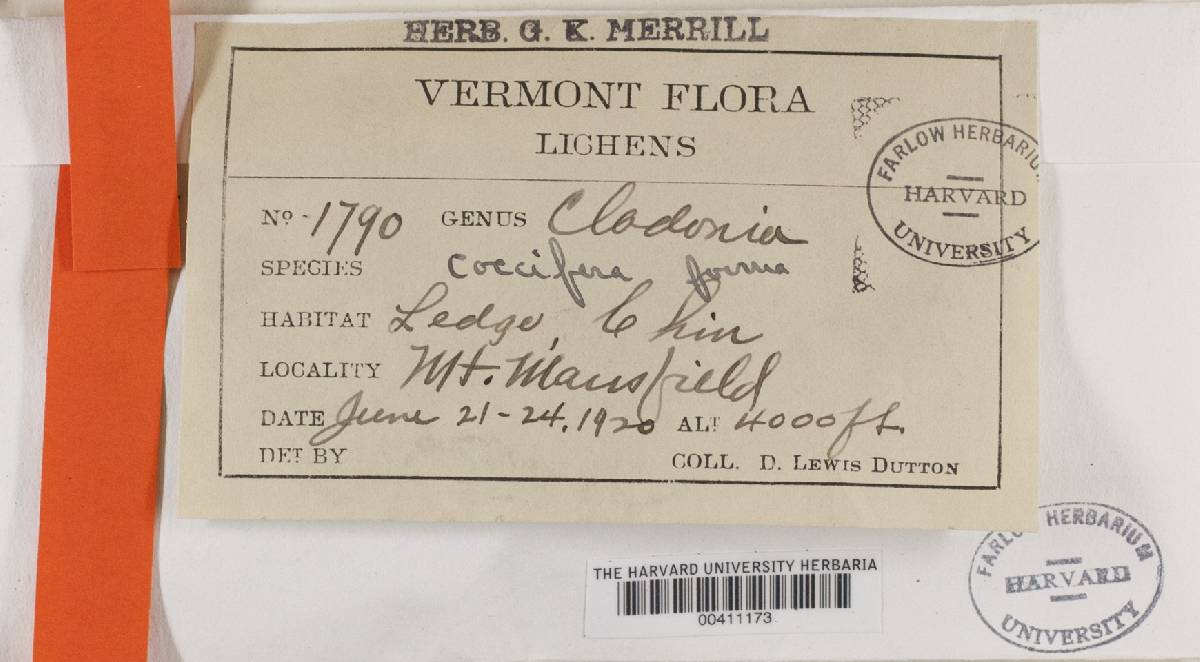 HERB. G. K. MERRILL
VERMONT FLORA
LICHENS
No - 1790 GENUS Cladonia
SPECIES coccifera forma
HABITAT Ledge, Chin
LOCALITY Mt. Mansfield
DATE June 21-24, 1920 ALT 4000 ft.
DET BY
COLL. D. LEWIS DUTTON
FARLOW HERBARIUM
HARVARD
UNIVERSITY
THE HARVARD UNIVERSITY HERBARIA
00411173
FARLOW HERBARIUM
HARVARD
UNIVERSITY